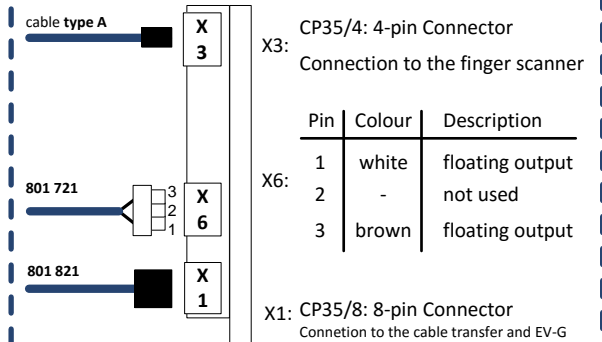 cable type A
X
3
X3:
CP35/4: 4-pin Connector
Connection to the finger scanner
Pin Colour Description
1 white floating output
X6:
2 - not used
3 brown floating output
801 721
3
2
1
X
6
801 821
X
1
X1: CP35/8: 8-pin Connector
Connetion to the cable transfer and EV-G